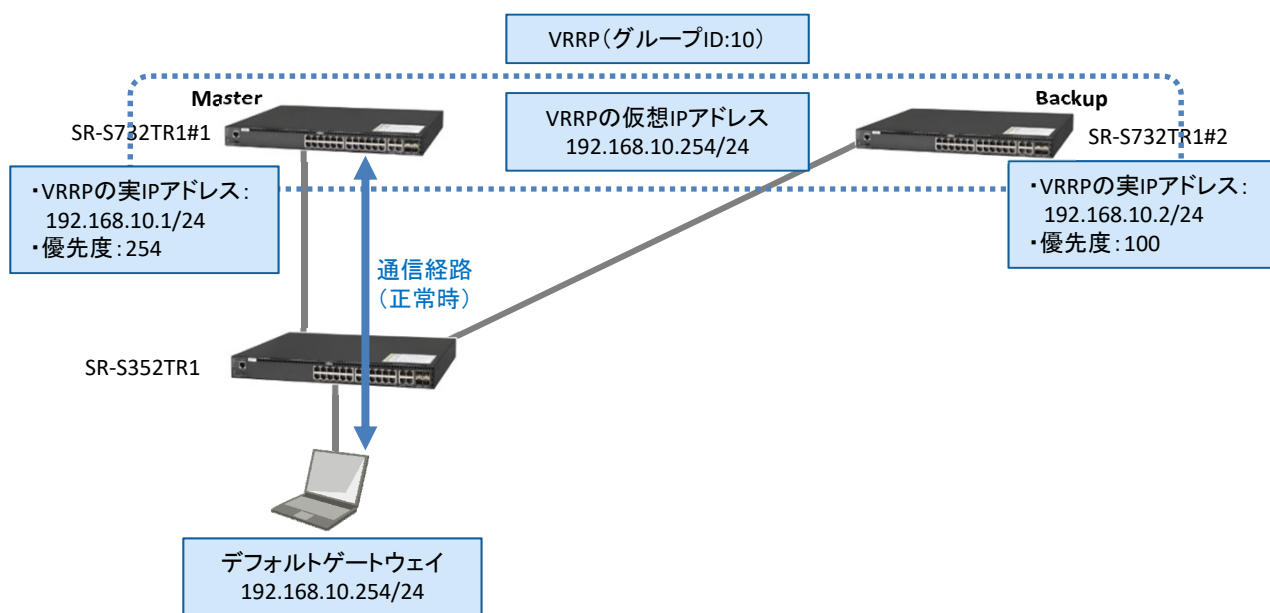 VRRP(グループID:10)
Master
Backup
SR-S732TR1#1
VRRPの仮想IPアドレス
192.168.10.254/24
SR-S732TR1#2
・VRRPの実IPアドレス:
192.168.10.1/24
・優先度:254
・VRRPの実IPアドレス:
192.168.10.2/24
・優先度:100
通信経路
(正常時)
SR-S352TR1
デフォルトゲートウェイ
192.168.10.254/24